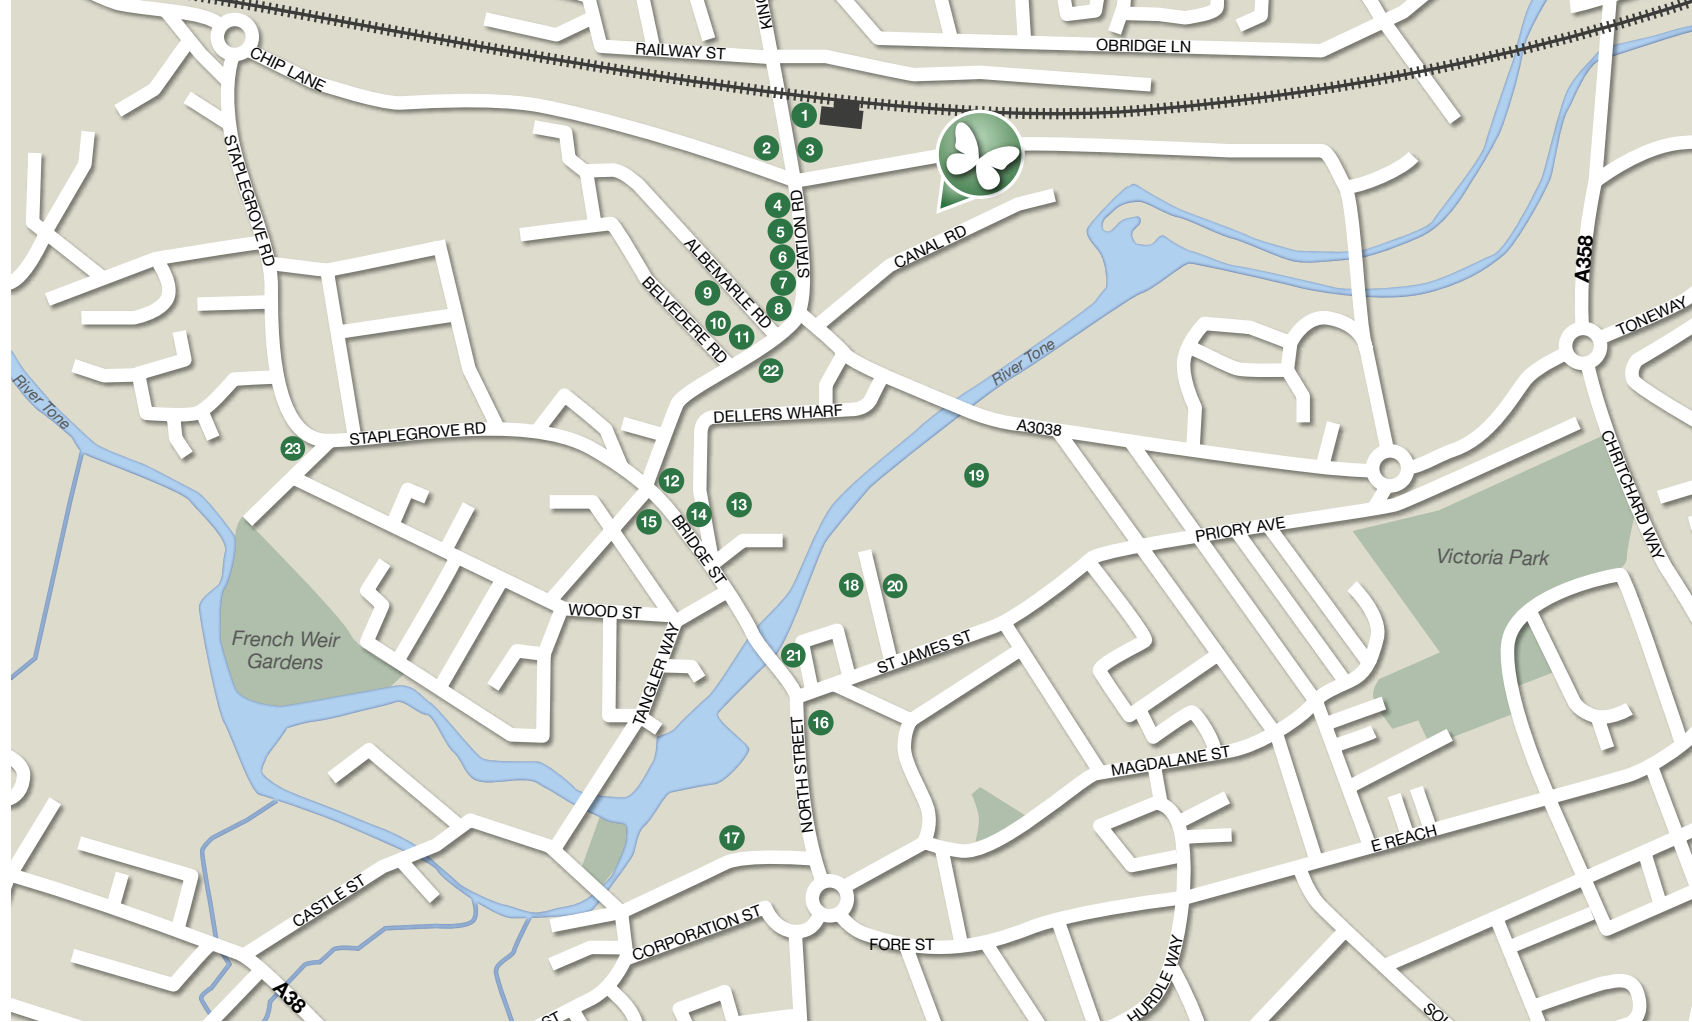 KIN
RAILWAY ST
OBRIDGE LN
CHIP LANE
1
2
3
STAPLEGROVE RD
4
5
6
7
8
STATION RD
CANAL RD
ALBEMARLE RD
BELVEDERE RD
9
10
11
22
A358
TONEWAY
River Tone
River Tone
DELLERS WHARF
A3038
STAPLEGROVE RD
23
12
13
14
15
19
BRIDGE ST
PRIORY AVE
CHRITCHARD WAY
Victoria Park
18
20
WOOD ST
French Weir
Gardens
TANGLER WAY
21
ST JAMES ST
16
NORTH STREET
MAGDALANE ST
17
E REACH
CASTLE ST
CORPORATION ST
FORE ST
HURDLE WAY
A38
ST
SOU